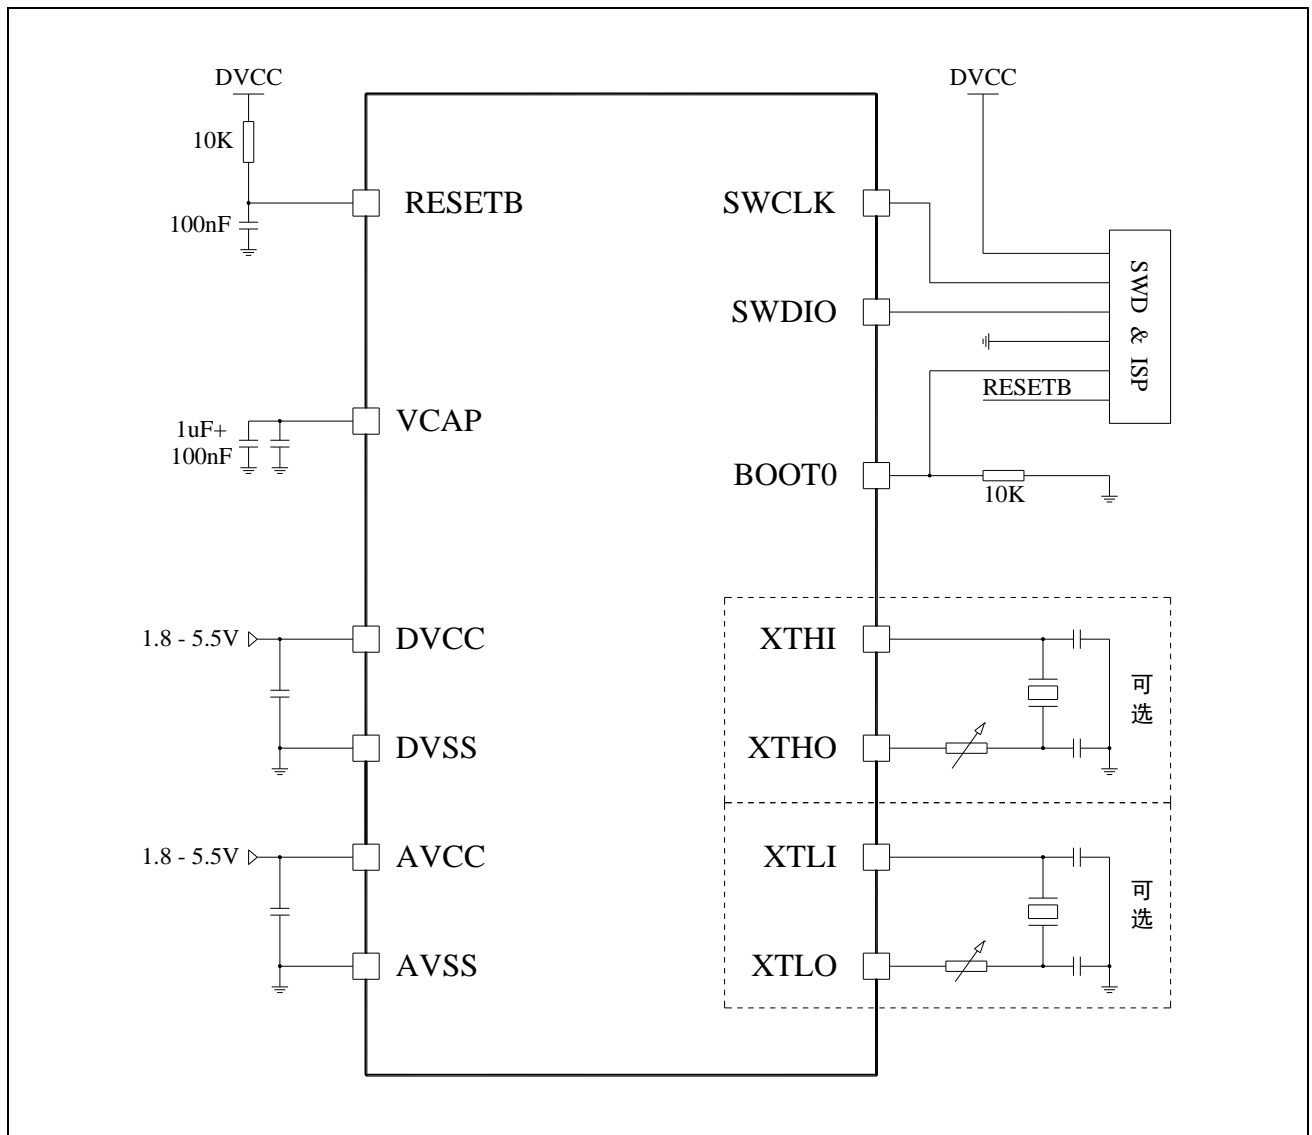 DVCC
10K
RESETB
100nF
VCAP
1uF+
100nF
1.8 - 5.5V
DVCC
DVSS
1.8 - 5.5V
AVCC
AVSS
DVCC
SWCLK
SWDIO
SWD & ISP
RESETB
BOOT0
10K
XTHI
XTHO
可
选
XTLI
XTLO
可
选